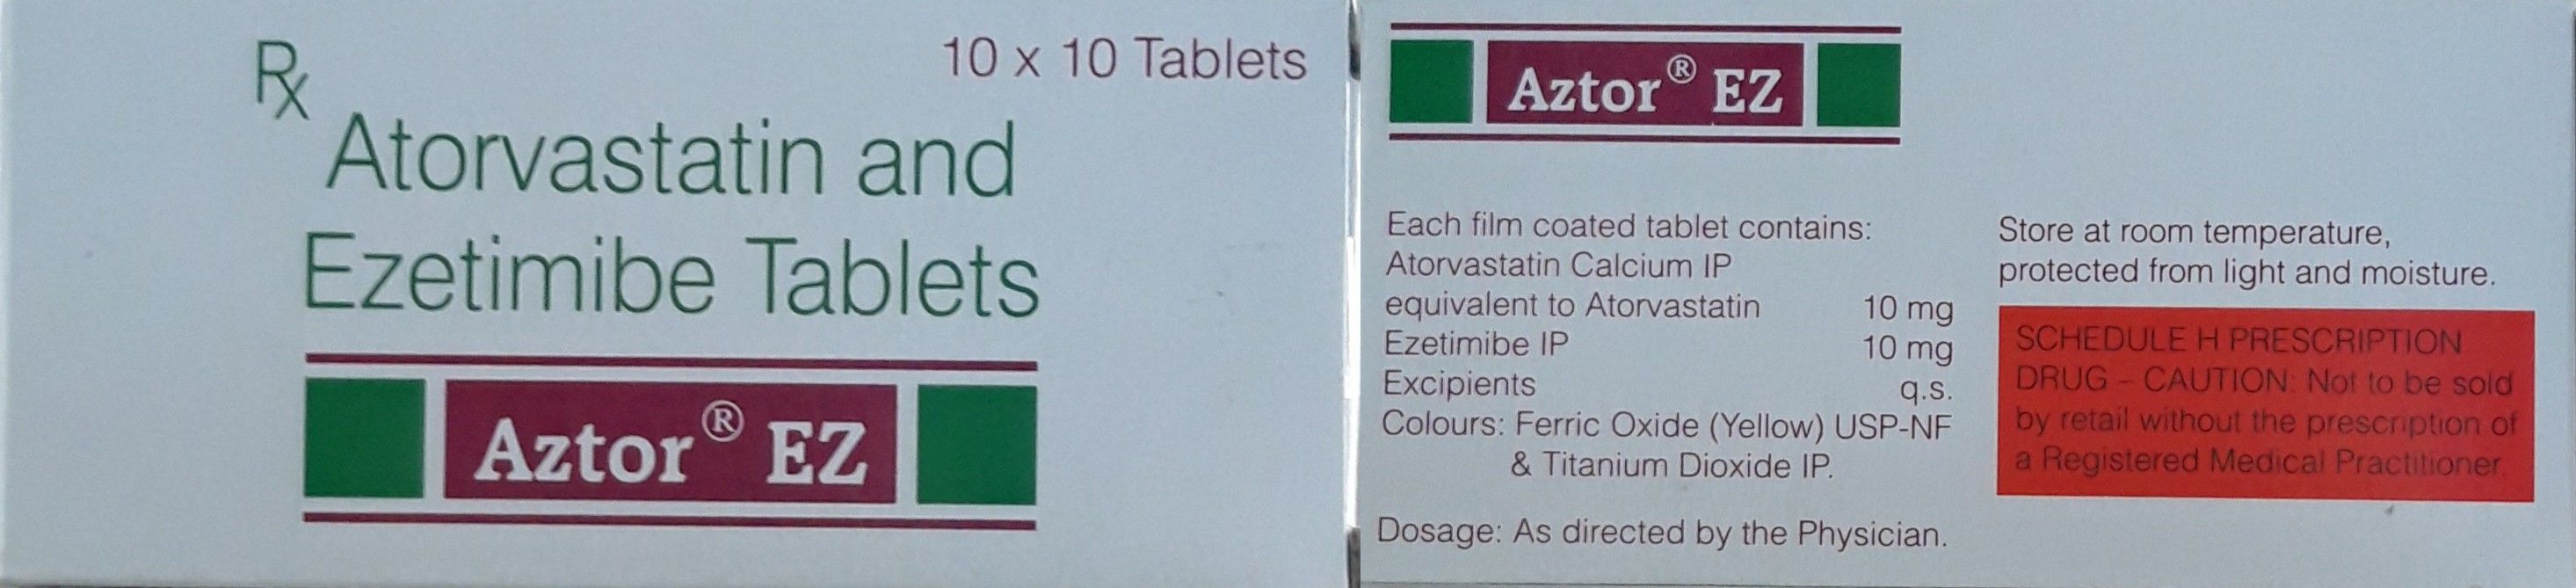 Rx
10 x 10 Tablets
Atorvastatin and
Ezetimibe Tablets
Aztor® EZ
Aztor® EZ
Each film coated tablet contains:
Atorvastatin Calcium IP
equivalent to Atorvastatin 10 mg
Ezetimibe IP 10 mg
Excipients q.s.
Colours: Ferric Oxide (Yellow) USP-NF
& Titanium Dioxide IP.
Dosage: As directed by the Physician.
Store at room temperature,
protected from light and moisture.
SCHEDULE H PRESCRIPTION
DRUG – CAUTION: Not to be sold
by retail without the prescription of
a Registered Medical Practitioner.